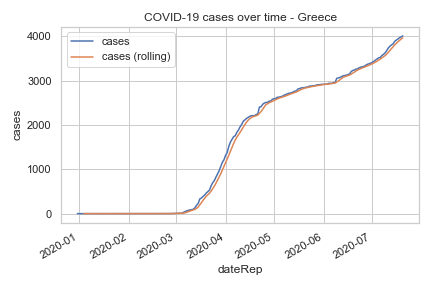 COVID-19 cases over time - Greece
cases
cases (rolling)
4000
3000
2000
1000
0
cases
2020-01
2020-02
2020-03
2020-04
2020-05
2020-06
2020-07
dateRep